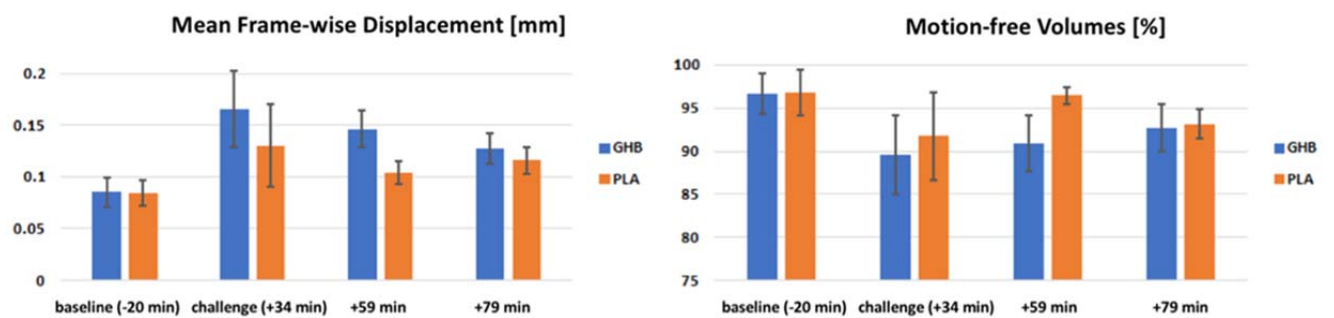 Mean Frame-wise Displacement [mm]
0.2
0.15
0.1
0.05
0
baseline (-20 min) challenge (+34 min) +59 min +79 min
GHB
PLA
Motion-free Volumes [%]
100
95
90
85
80
75
baseline (-20 min) challenge (+34 min) +59 min +79 min
GHB
PLA